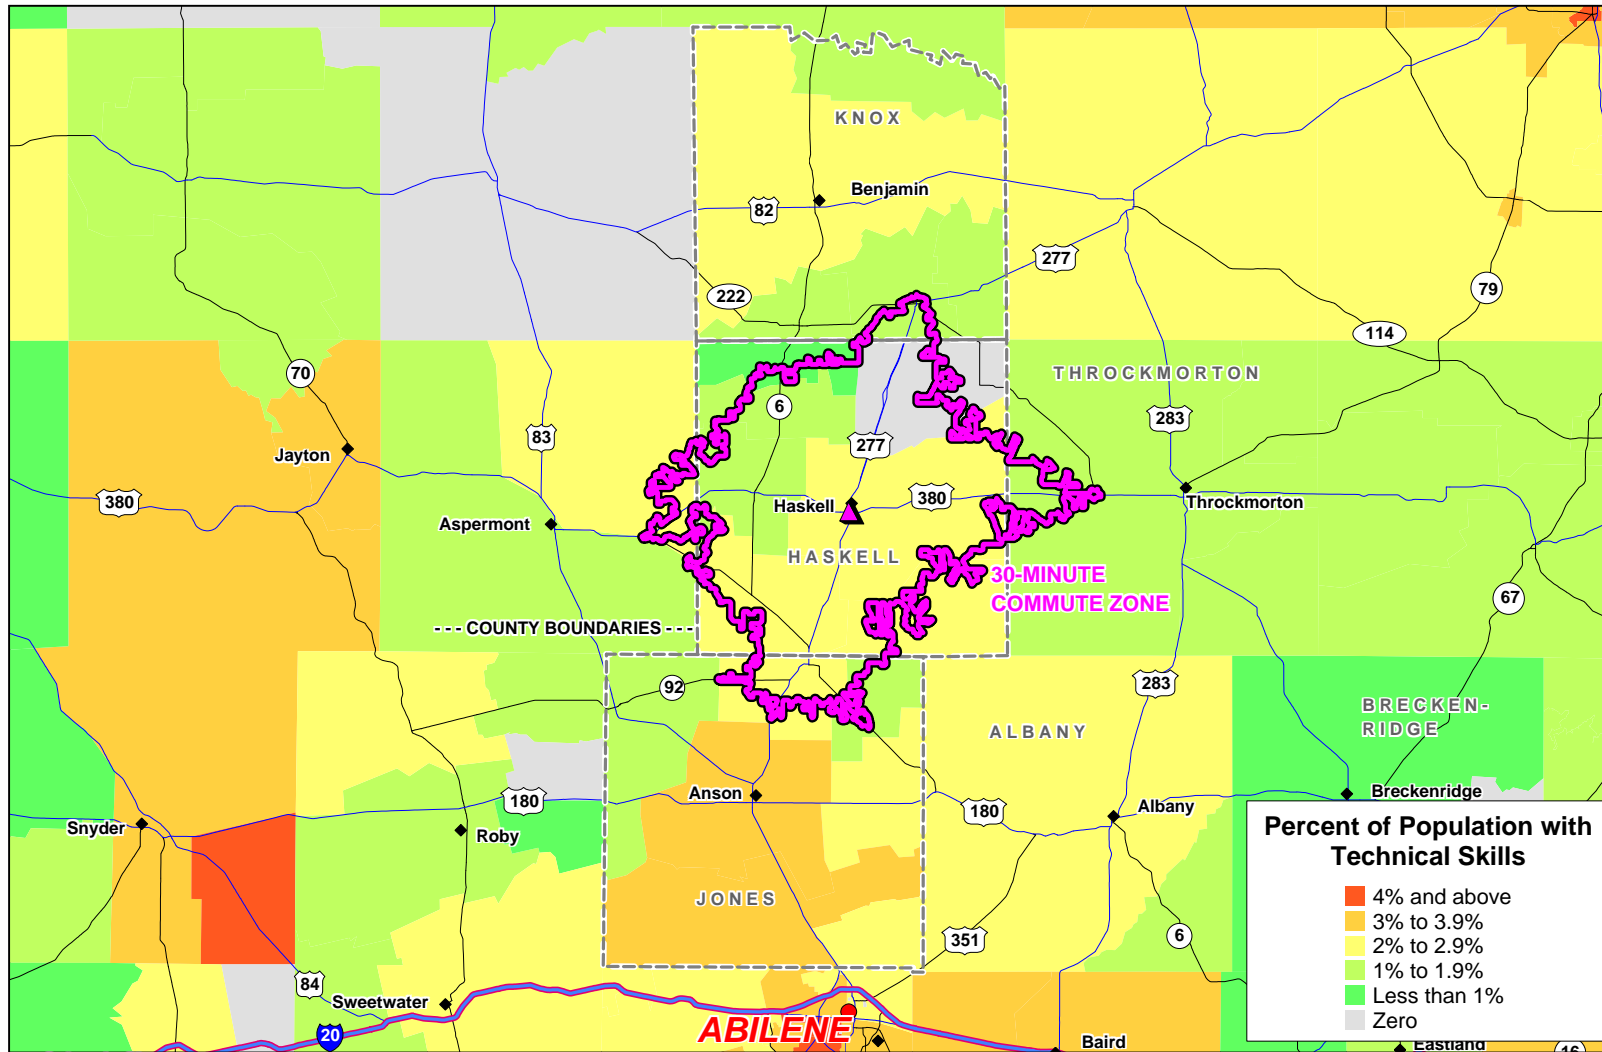 KNOX
Benjamin
82
277
222
79
114
70
THROCKMORTON
6
283
83
277
Jayton
380
Haskell
380
Throckmorton
Aspermont
HASKELL
30-MINUTE
COMMUTE ZONE
67
--- COUNTY BOUNDARIES ---
92
283
BRECKEN-
RIDGE
ALBANY
Anson
180
Breckenridge
180
Albany
Snyder
Roby
JONES
351
6
84
Sweetwater
20
ABILENE
Baird
Eastland
16
Percent of Population with
Technical Skills
4% and above
3% to 3.9%
2% to 2.9%
1% to 1.9%
Less than 1%
Zero